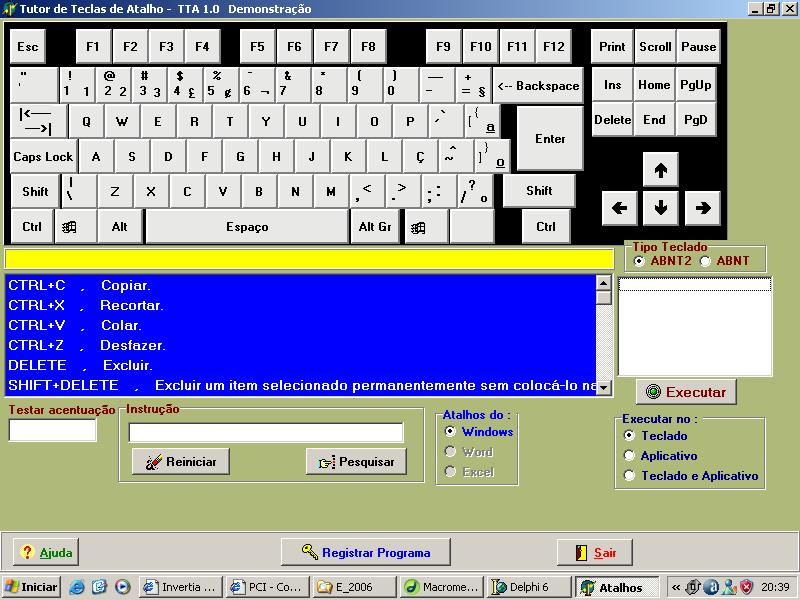 Tutor de Teclas de Atalho - TTA 1.0 Demonstração
Esc F1 F2 F3 F4 F5 F6 F7 F8 F9 F10 F11 F12 Print Scroll Pause
" ! @ # $ % ¨ & * ( ) — +
' 1 1 2 2 3 3 4 £ 5 ¢ 6 ¬ 7 8 9 0 - = § <-- Backspace Ins Home PgUp
|<— —>| Q W E R T Y U I O P ` ´ { [ ª Enter Delete End PgD
Caps Lock A S D F G H J K L Ç ^ ~ } ] º
Shift | \ Z X C V B N M < , > . : ; ? / ° Shift
Ctrl Alt Espaço Alt Gr Ctrl
Tipo Teclado
ABNT2 ABNT
CTRL+C , Copiar.
CTRL+X , Recortar.
CTRL+V , Colar.
CTRL+Z , Desfazer.
DELETE , Excluir.
SHIFT+DELETE , Excluir um item selecionado permanentemente sem colocá-lo na
Executar
Testar acentuação
Instrução
Reiniciar Pesquisar
Atalhos do :
Windows
Word
Excel
Executar no :
Teclado
Aplicativo
Teclado e Aplicativo
Ajuda Registrar Programa Sair
Iniciar Invertia ... PCI - Co... E_2006 Macrome... Delphi 6 Atalhos « 20:39